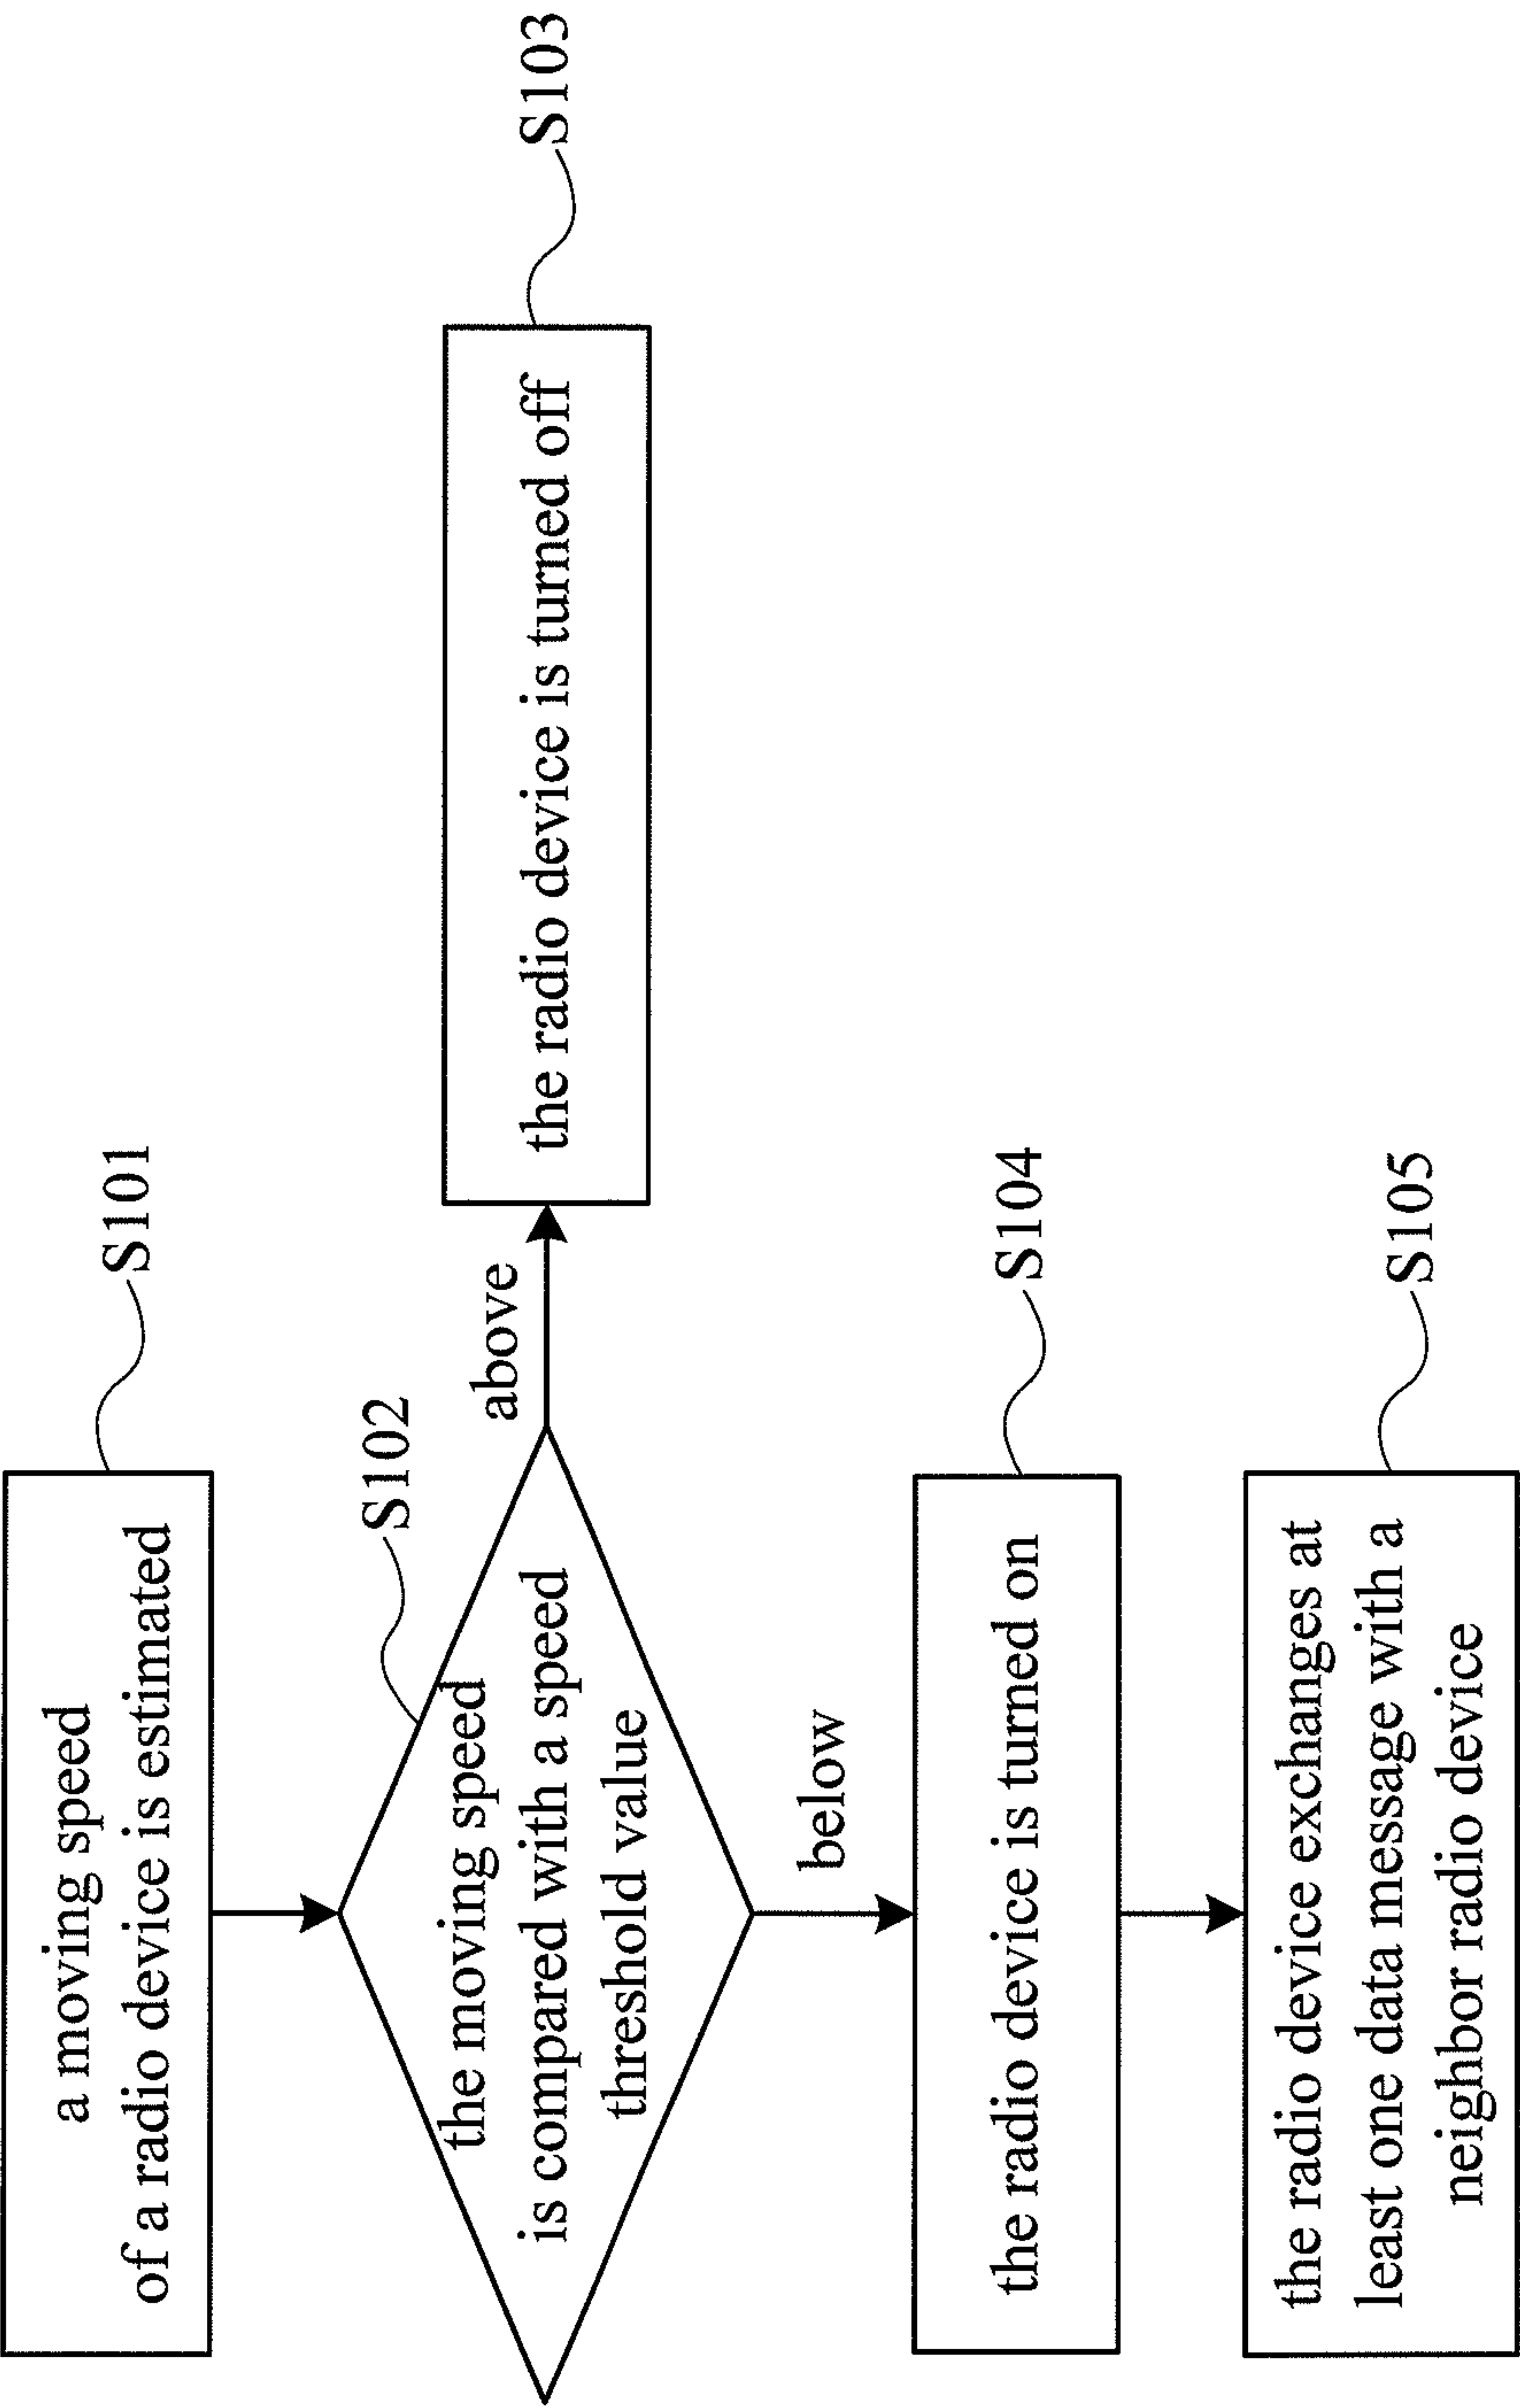 a moving speed
of a radio device is estimated
S101
the moving speed
is compared with a speed
threshold value
S102
above
the radio device is turned off
S103
below
the radio device is turned on
S104
the radio device exchanges at
least one data message with a
neighbor radio device
S105